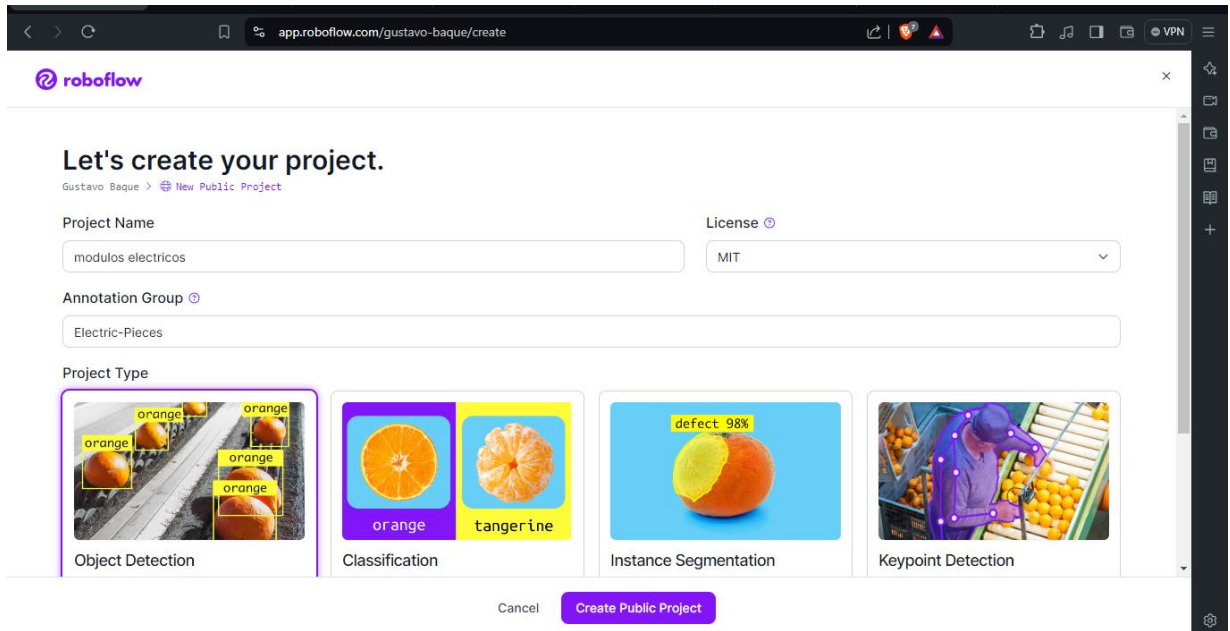 app.roboflow.com/gustavo-baque/create
VPN
roboflow
Let's create your project.
Gustavo Baque > New Public Project
Project Name
License
modulos electricos
MIT
Annotation Group
Electric-Pieces
Project Type
orange
orange
orange
orange
orange
orange
tangerine
defect 98%
Object Detection
Classification
Instance Segmentation
Keypoint Detection
Cancel
Create Public Project